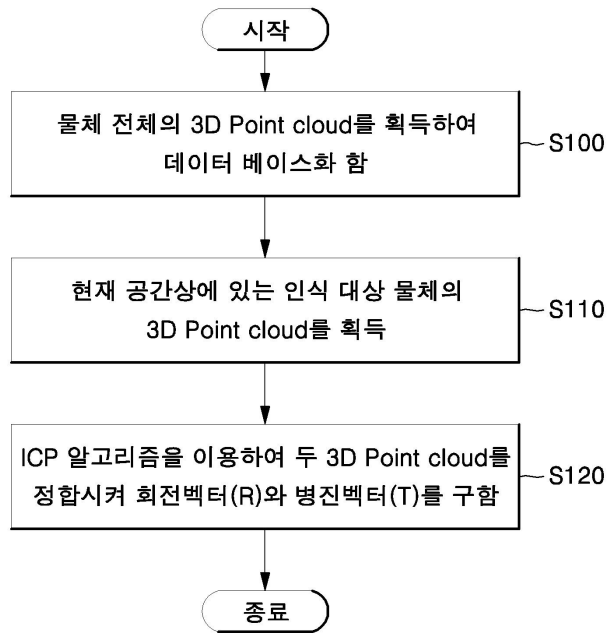 시작
물체 전체의 3D Point cloud를 획득하여
데이터 베이스화 함
S100
현재 공간상에 있는 인식 대상 물체의
3D Point cloud를 획득
S110
ICP 알고리즘을 이용하여 두 3D Point cloud를
정합시켜 회전벡터(R)와 병진벡터(T)를 구함
S120
종료